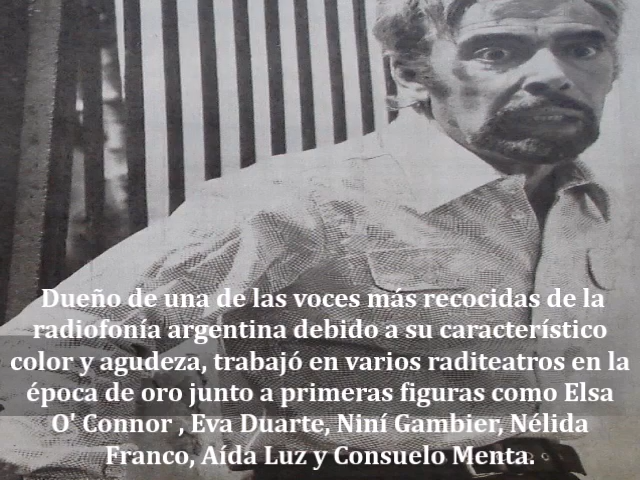 Dueño de una de las voces más recocidas de la
radiofonía argentina debido a su característico
color y agudeza, trabajó en varios raditeatros en la
época de oro junto a primeras figuras como Elsa
O' Connor , Eva Duarte, Niní Gambier, Nélida
Franco, Aída Luz y Consuelo Menta.